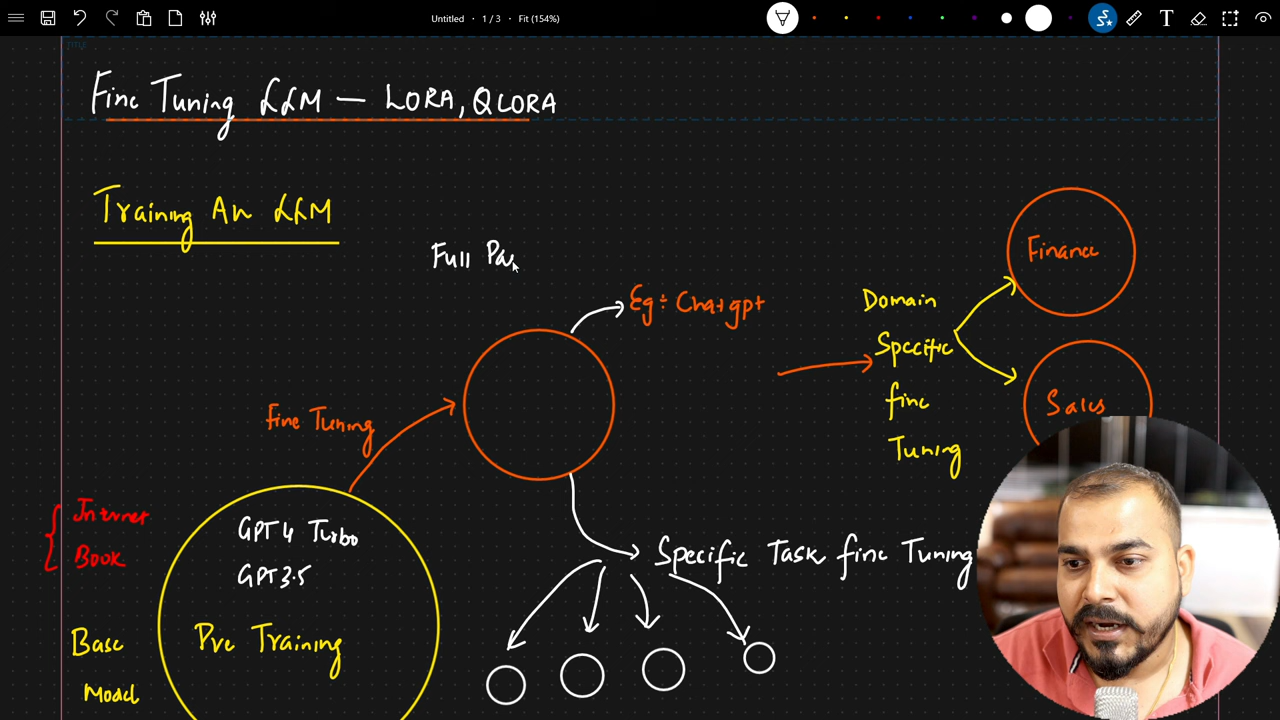 Untitled • 1 / 3 • Fit (154%)
Fine Tuning LLM — LORA, QLORA
Training An LLM
Full Pa
Eg ÷ Chatgpt
Finance
Domain
Specific
fine
Tuning
Sales
Fine Tuning
Internet
Book
GPT4 Turbo
GPT3.5
Specific Task fine Tuning
Base
Model
Pre Training